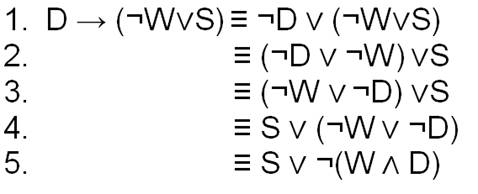 1. D → (¬W∨S) ≡ ¬D ∨ (¬W∨S)
2. ≡ (¬D ∨ ¬W) ∨S
3. ≡ (¬W ∨ ¬D) ∨S
4. ≡ S ∨ (¬W ∨ ¬D)
5. ≡ S ∨ ¬(W ∧ D)